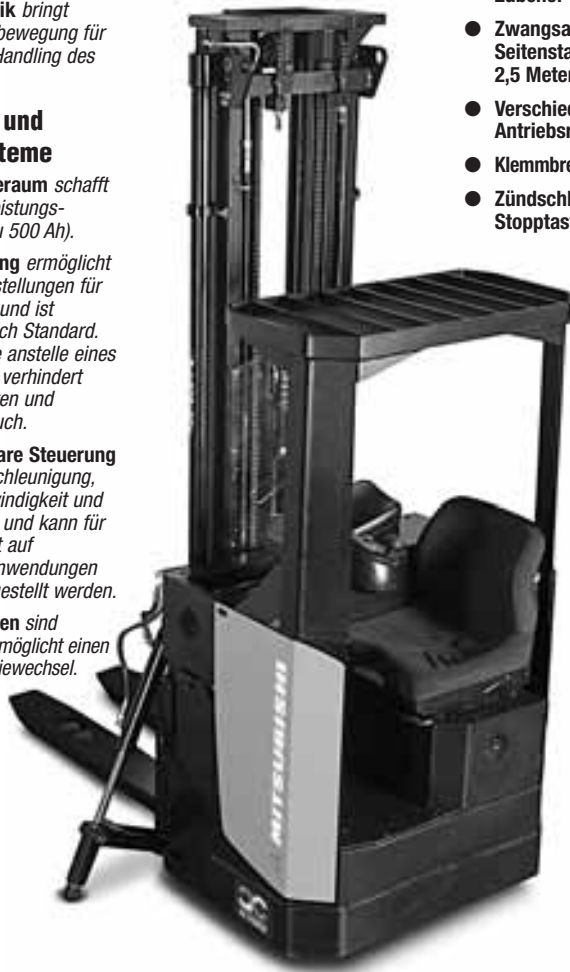 ik bringt
bewegung für
Handling des
und
teme
eraum schafft
eistungs-
u 500 Ah).
ng ermöglicht
stellungen für
und ist
ch Standard.
e anstelle eines
verhindert
en und
uch.
are Steuerung
chleunigung,
windigkeit und
und kann für
t auf
nwendungen
gestellt werden.
en sind
möglicht einen
iewechsel.
● Zwangsa
Seitensta
2,5 Meter
● Verschied
Antriebsr
● Klemmbre
● Zündschl
Stopptas
MITSUBISHI